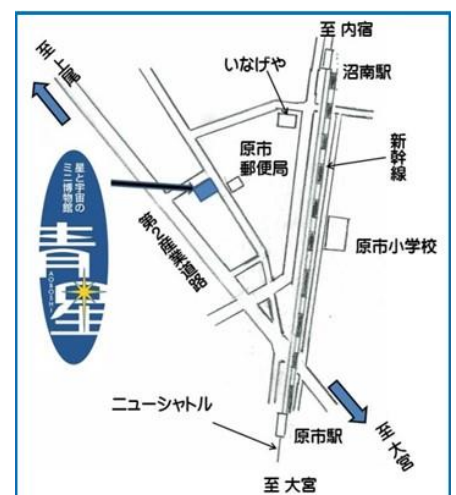 至 内宿
至 上尾
沼南駅
いなげや
新幹線
原市
郵便局
星と宇宙の
ミニ博物館
青星
AOBOSHI
第2産業道路
原市小学校
ニューシャトル
原市駅
至 大宮
至 大宮